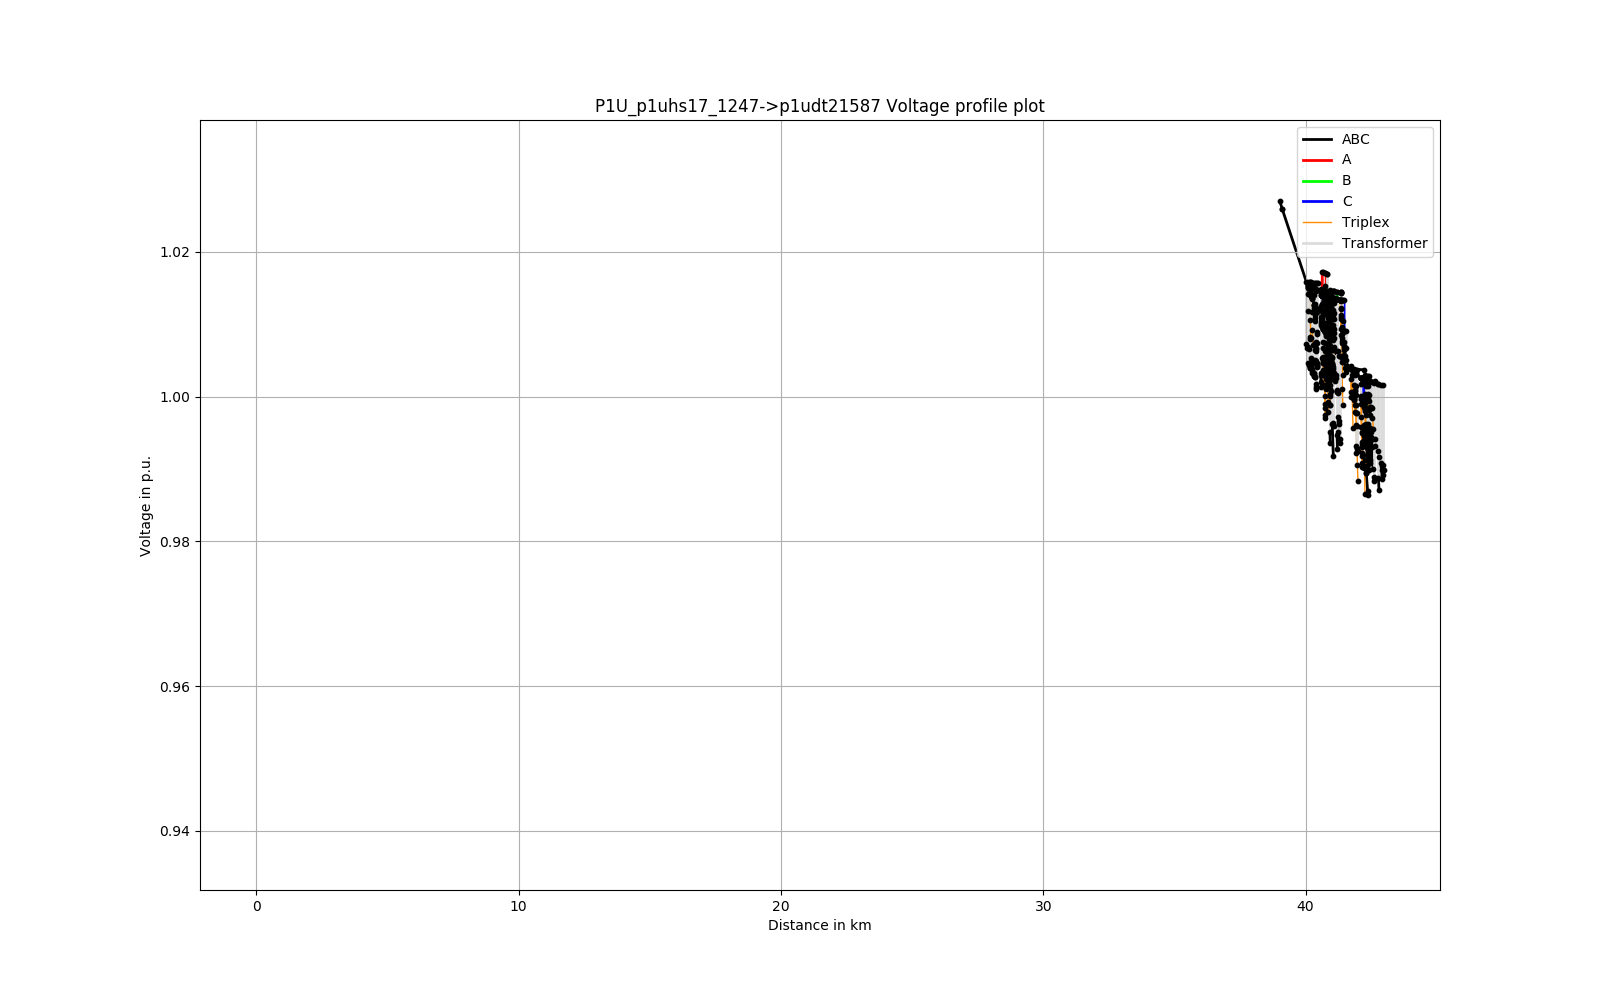 P1U_p1uhs17_1247->p1udt21587 Voltage profile plot
ABC
A
B
C
Triplex
Transformer
1.02
1.00
0.98
0.96
0.94
Voltage in p.u.
0
10
20
30
40
Distance in km